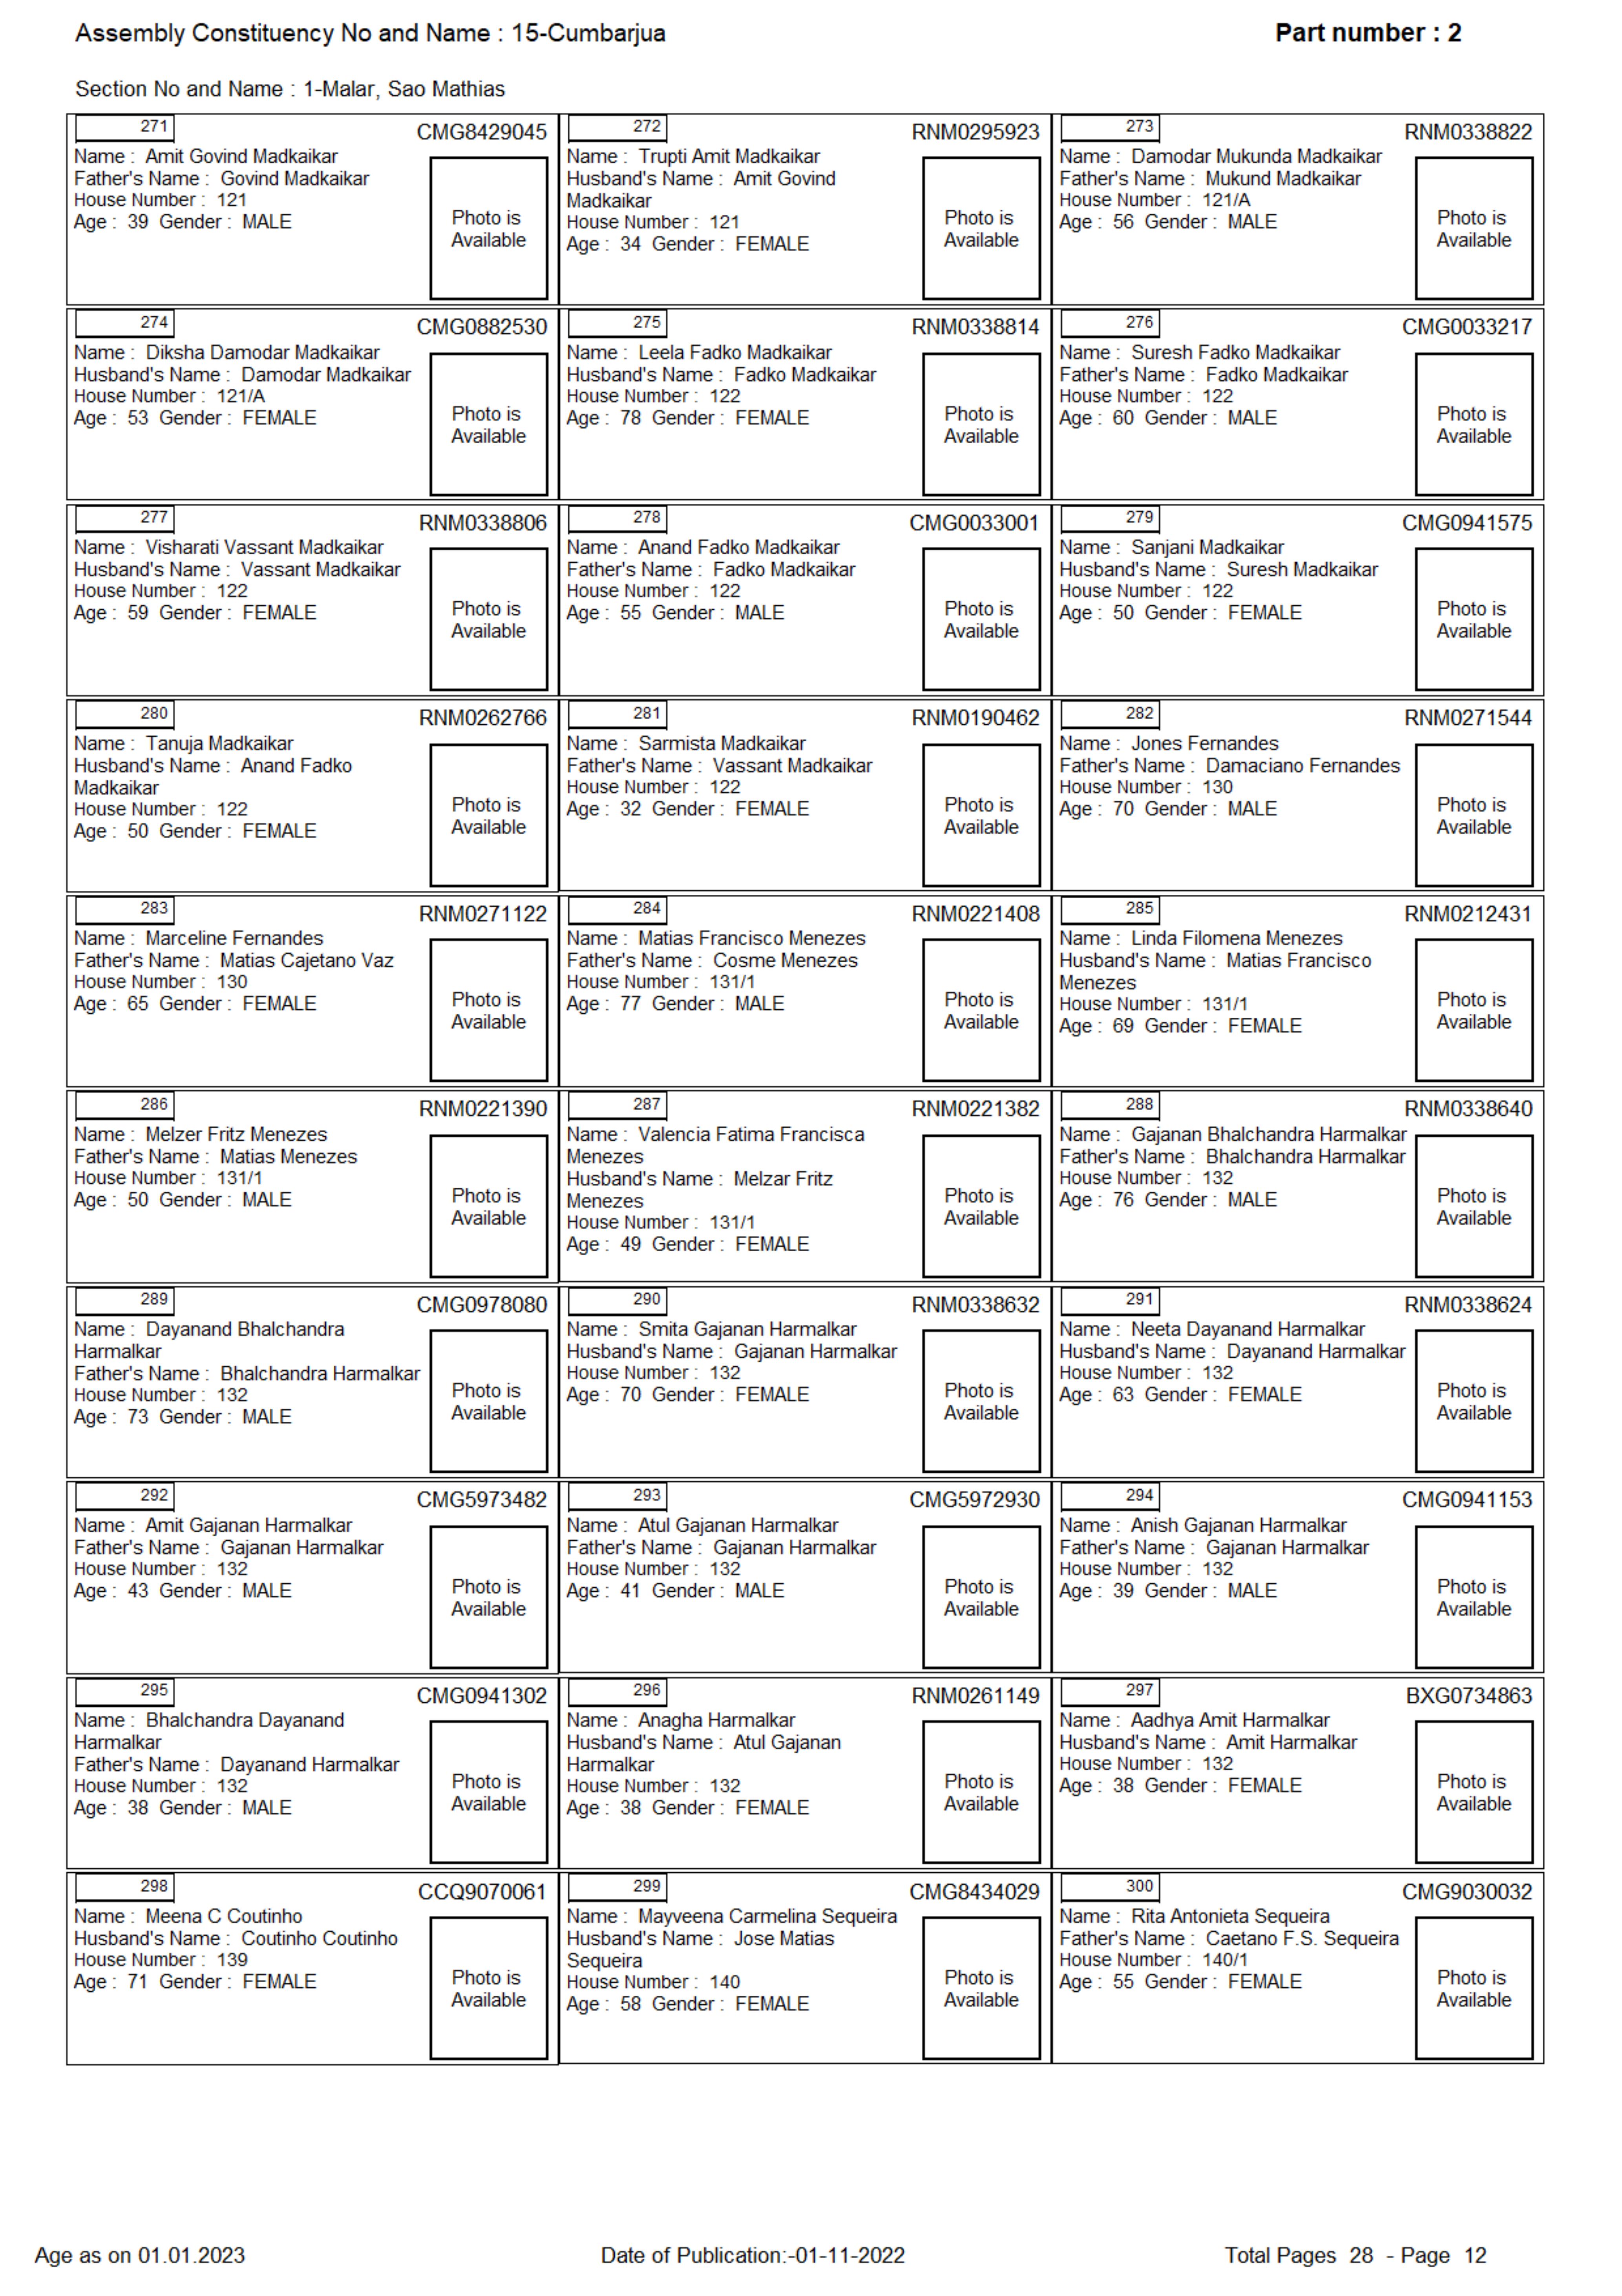 Assembly Constituency No and Name : 15-Cumbarjua
Part number : 2
Section No and Name : 1-Malar, Sao Mathias
271
CMG8429045
Name : Amit Govind Madkaikar
Father's Name : Govind Madkaikar
House Number : 121
Age : 39 Gender : MALE
Photo is
Available
272
RNM0295923
Name : Trupti Amit Madkaikar
Husband's Name : Amit Govind
Madkaikar
House Number : 121
Age : 34 Gender : FEMALE
Photo is
Available
273
RNM0338822
Name : Damodar Mukunda Madkaikar
Father's Name : Mukund Madkaikar
House Number : 121/A
Age : 56 Gender : MALE
Photo is
Available
274
CMG0882530
Name : Diksha Damodar Madkaikar
Husband's Name : Damodar Madkaikar
House Number : 121/A
Age : 53 Gender : FEMALE
Photo is
Available
275
RNM0338814
Name : Leela Fadko Madkaikar
Husband's Name : Fadko Madkaikar
House Number : 122
Age : 78 Gender : FEMALE
Photo is
Available
276
CMG0033217
Name : Suresh Fadko Madkaikar
Father's Name : Fadko Madkaikar
House Number : 122
Age : 60 Gender : MALE
Photo is
Available
277
RNM0338806
Name : Visharati Vassant Madkaikar
Husband's Name : Vassant Madkaikar
House Number : 122
Age : 59 Gender : FEMALE
Photo is
Available
278
CMG0033001
Name : Anand Fadko Madkaikar
Father's Name : Fadko Madkaikar
House Number : 122
Age : 55 Gender : MALE
Photo is
Available
279
CMG0941575
Name : Sanjani Madkaikar
Husband's Name : Suresh Madkaikar
House Number : 122
Age : 50 Gender : FEMALE
Photo is
Available
280
RNM0262766
Name : Tanuja Madkaikar
Husband's Name : Anand Fadko
Madkaikar
House Number : 122
Age : 50 Gender : FEMALE
Photo is
Available
281
RNM0190462
Name : Sarmista Madkaikar
Father's Name : Vassant Madkaikar
House Number : 122
Age : 32 Gender : FEMALE
Photo is
Available
282
RNM0271544
Name : Jones Fernandes
Father's Name : Damaciano Fernandes
House Number : 130
Age : 70 Gender : MALE
Photo is
Available
283
RNM0271122
Name : Marceline Fernandes
Father's Name : Matias Cajetano Vaz
House Number : 130
Age : 65 Gender : FEMALE
Photo is
Available
284
RNM0221408
Name : Matias Francisco Menezes
Father's Name : Cosme Menezes
House Number : 131/1
Age : 77 Gender : MALE
Photo is
Available
285
RNM0212431
Name : Linda Filomena Menezes
Husband's Name : Matias Francisco
Menezes
House Number : 131/1
Age : 69 Gender : FEMALE
Photo is
Available
286
RNM0221390
Name : Melzer Fritz Menezes
Father's Name : Matias Menezes
House Number : 131/1
Age : 50 Gender : MALE
Photo is
Available
287
RNM0221382
Name : Valencia Fatima Francisca
Menezes
Husband's Name : Melzar Fritz
Menezes
House Number : 131/1
Age : 49 Gender : FEMALE
Photo is
Available
288
RNM0338640
Name : Gajanan Bhalchandra Harmalkar
Father's Name : Bhalchandra Harmalkar
House Number : 132
Age : 76 Gender : MALE
Photo is
Available
289
CMG0978080
Name : Dayanand Bhalchandra
Harmalkar
Father's Name : Bhalchandra Harmalkar
House Number : 132
Age : 73 Gender : MALE
Photo is
Available
290
RNM0338632
Name : Smita Gajanan Harmalkar
Husband's Name : Gajanan Harmalkar
House Number : 132
Age : 70 Gender : FEMALE
Photo is
Available
291
RNM0338624
Name : Neeta Dayanand Harmalkar
Husband's Name : Dayanand Harmalkar
House Number : 132
Age : 63 Gender : FEMALE
Photo is
Available
292
CMG5973482
Name : Amit Gajanan Harmalkar
Father's Name : Gajanan Harmalkar
House Number : 132
Age : 43 Gender : MALE
Photo is
Available
293
CMG5972930
Name : Atul Gajanan Harmalkar
Father's Name : Gajanan Harmalkar
House Number : 132
Age : 41 Gender : MALE
Photo is
Available
294
CMG0941153
Name : Anish Gajanan Harmalkar
Father's Name : Gajanan Harmalkar
House Number : 132
Age : 39 Gender : MALE
Photo is
Available
295
CMG0941302
Name : Bhalchandra Dayanand
Harmalkar
Father's Name : Dayanand Harmalkar
House Number : 132
Age : 38 Gender : MALE
Photo is
Available
296
RNM0261149
Name : Anagha Harmalkar
Husband's Name : Atul Gajanan
Harmalkar
House Number : 132
Age : 38 Gender : FEMALE
Photo is
Available
297
BXG0734863
Name : Aadhya Amit Harmalkar
Husband's Name : Amit Harmalkar
House Number : 132
Age : 38 Gender : FEMALE
Photo is
Available
298
CCQ9070061
Name : Meena C Coutinho
Husband's Name : Coutinho Coutinho
House Number : 139
Age : 71 Gender : FEMALE
Photo is
Available
299
CMG8434029
Name : Mayveena Carmelina Sequeira
Husband's Name : Jose Matias
Sequeira
House Number : 140
Age : 58 Gender : FEMALE
Photo is
Available
300
CMG9030032
Name : Rita Antonieta Sequeira
Father's Name : Caetano F.S. Sequeira
House Number : 140/1
Age : 55 Gender : FEMALE
Photo is
Available
Age as on 01.01.2023
Date of Publication:-01-11-2022
Total Pages 28 - Page 12